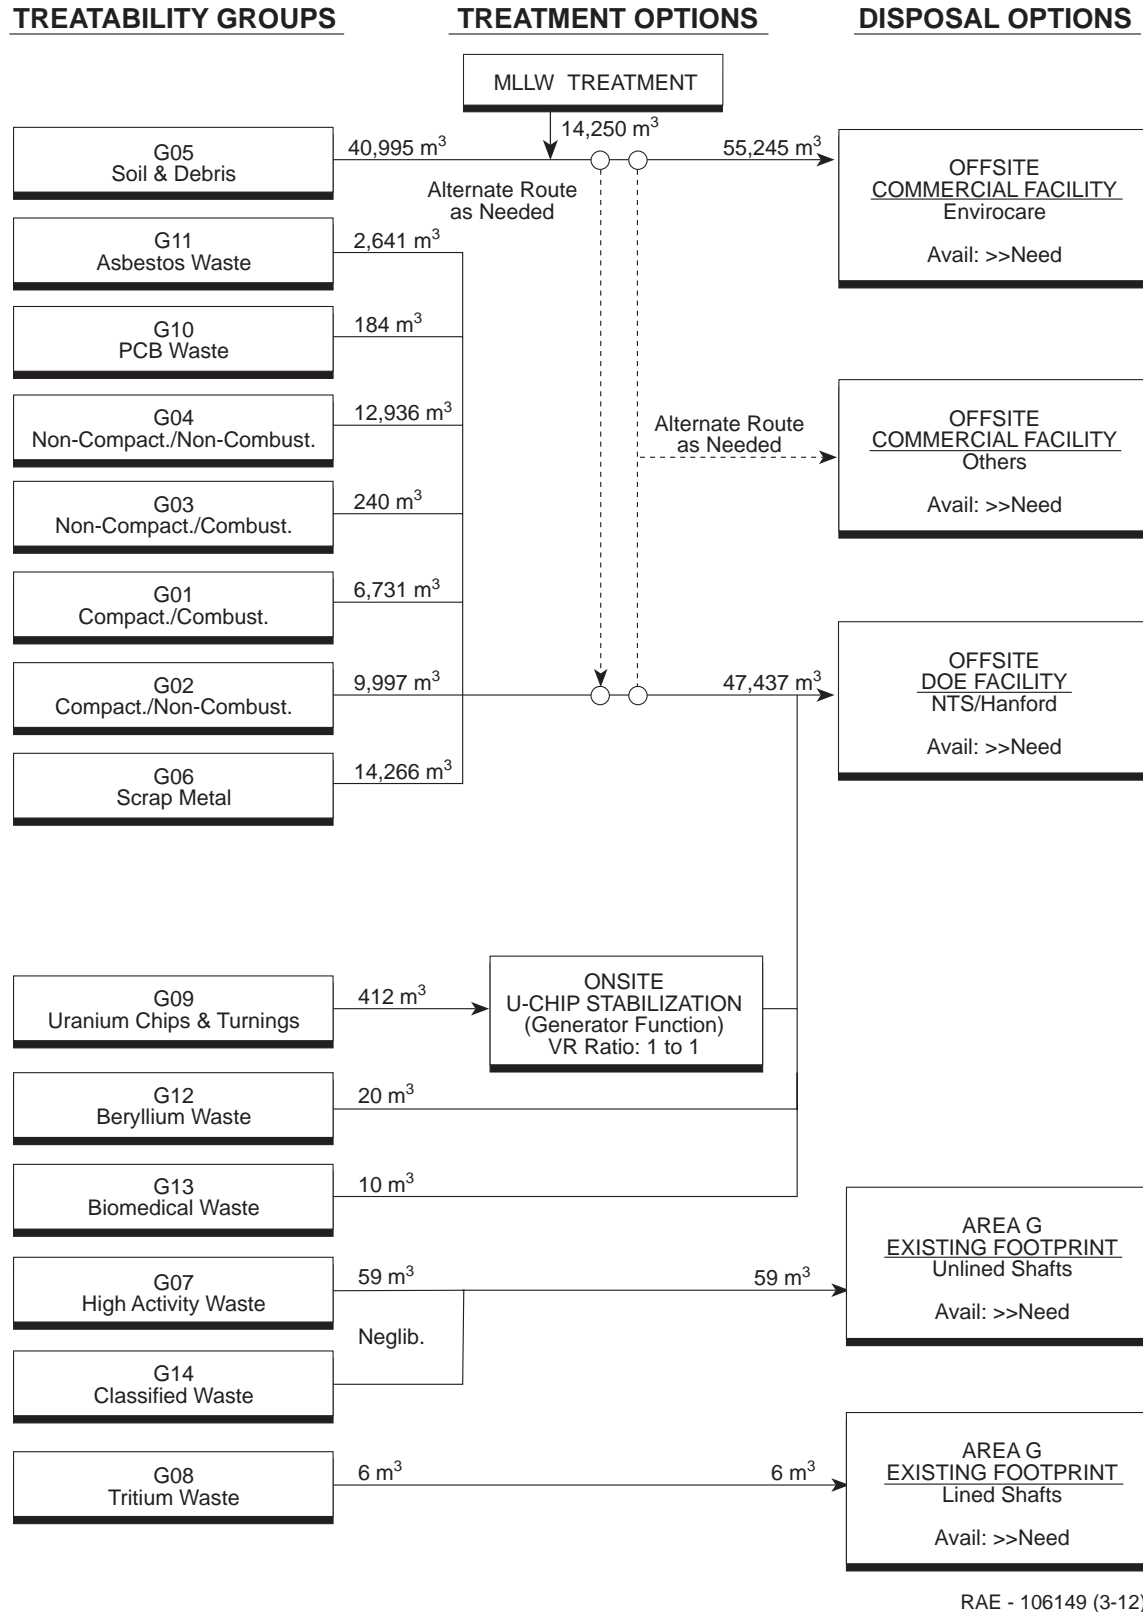 TREATABILITY GROUPS
TREATMENT OPTIONS
DISPOSAL OPTIONS
MLLW TREATMENT
14,250 m³
G05
Soil & Debris
40,995 m³
55,245 m³
Alternate Route
as Needed
OFFSITE
COMMERCIAL FACILITY
Envirocare
Avail: >>Need
G11
Asbestos Waste
2,641 m³
G10
PCB Waste
184 m³
G04
Non-Compact./Non-Combust.
12,936 m³
Alternate Route
as Needed
OFFSITE
COMMERCIAL FACILITY
Others
Avail: >>Need
G03
Non-Compact./Combust.
240 m³
G01
Compact./Combust.
6,731 m³
G02
Compact./Non-Combust.
9,997 m³
47,437 m³
OFFSITE
DOE FACILITY
NTS/Hanford
Avail: >>Need
G06
Scrap Metal
14,266 m³
G09
Uranium Chips & Turnings
412 m³
ONSITE
U-CHIP STABILIZATION
(Generator Function)
VR Ratio: 1 to 1
G12
Beryllium Waste
20 m³
G13
Biomedical Waste
10 m³
G07
High Activity Waste
59 m³
59 m³
AREA G
EXISTING FOOTPRINT
Unlined Shafts
Avail: >>Need
Neglib.
G14
Classified Waste
G08
Tritium Waste
6 m³
6 m³
AREA G
EXISTING FOOTPRINT
Lined Shafts
Avail: >>Need
RAE - 106149 (3-12)